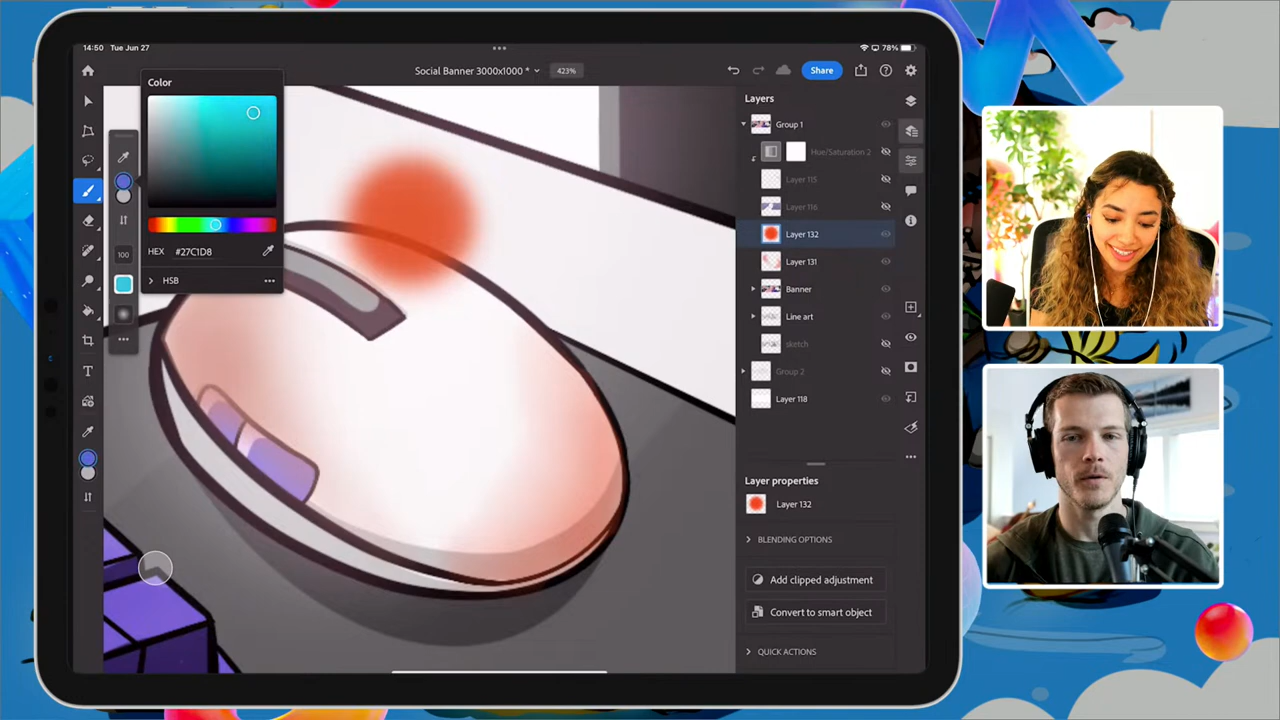 14:50 Tue Jun 27
78%
Social Banner 3000x1000 *
423%
Share
Color
HEX #27C1D8
HSB
100
Layers
Group 1
Hue/Saturation 2
Layer 115
Layer 116
Layer 132
Layer 131
Banner
Line art
sketch
Group 2
Layer 118
Layer properties
Layer 132
BLENDING OPTIONS
Add clipped adjustment
Convert to smart object
QUICK ACTIONS